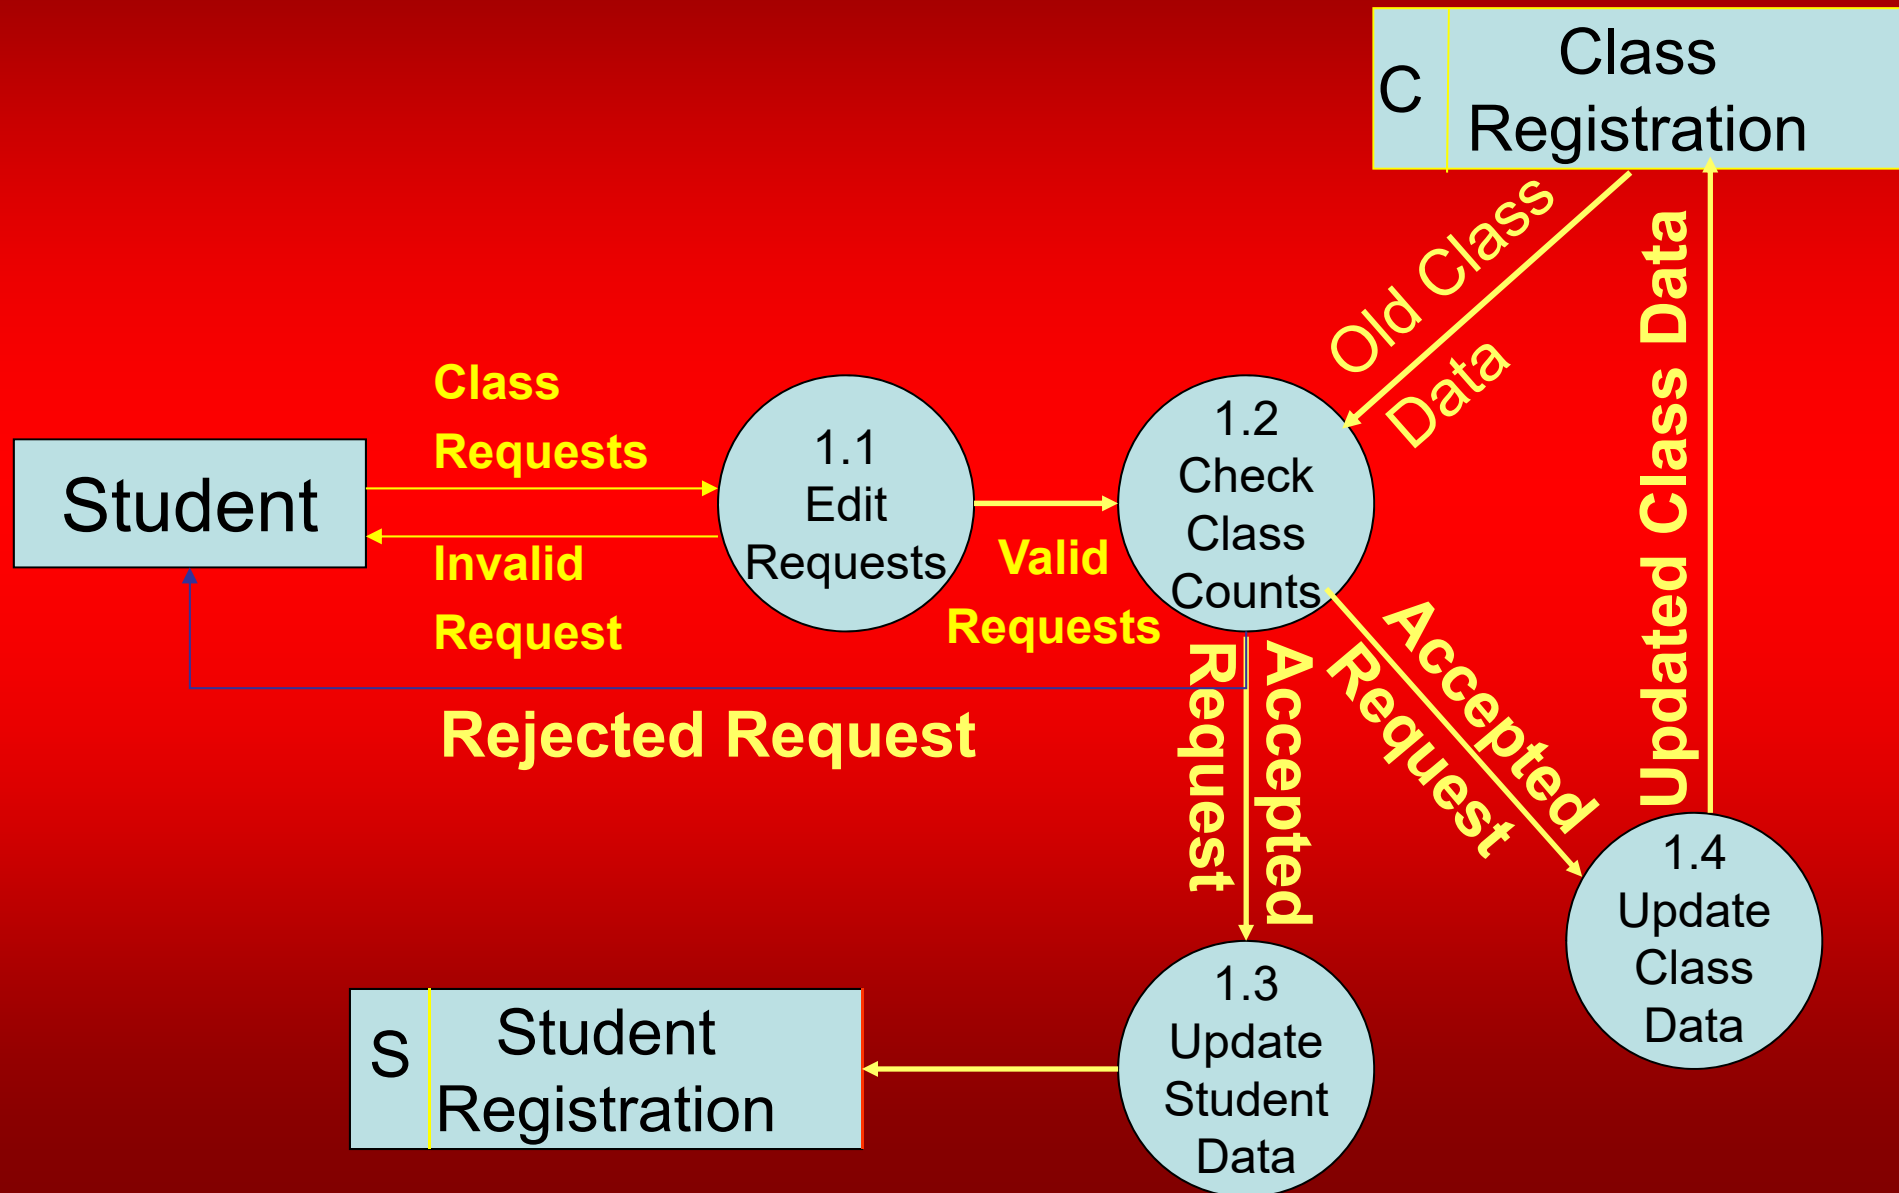 C
Class
Registration
Old Class
Data
Updated Class Data
Class
Requests
Student
Invalid
Request
1.1
Edit
Requests
Valid
Requests
1.2
Check
Class
Counts
Rejected Request
Accepted
Request
Accepted
Request
1.4
Update
Class
Data
1.3
Update
Student
Data
S
Student
Registration